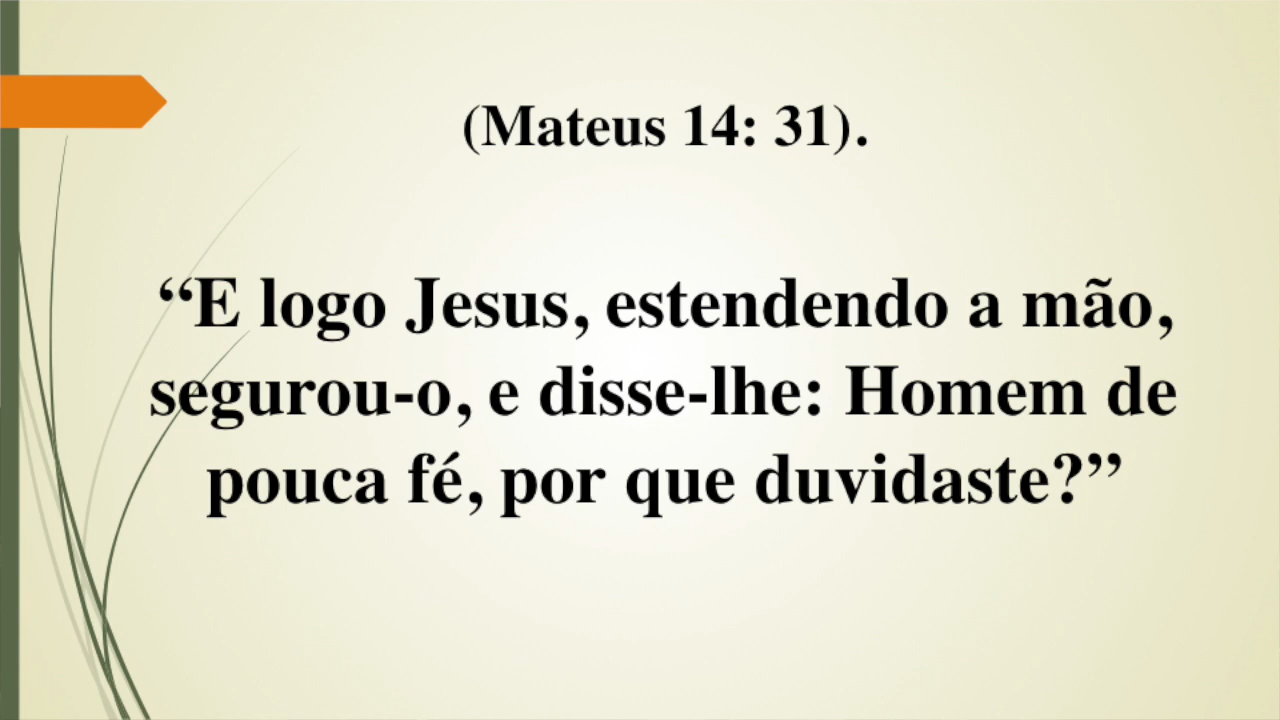 (Mateus 14: 31).
“E logo Jesus, estendendo a mão,
segurou-o, e disse-lhe: Homem de
pouca fé, por que duvidaste?”